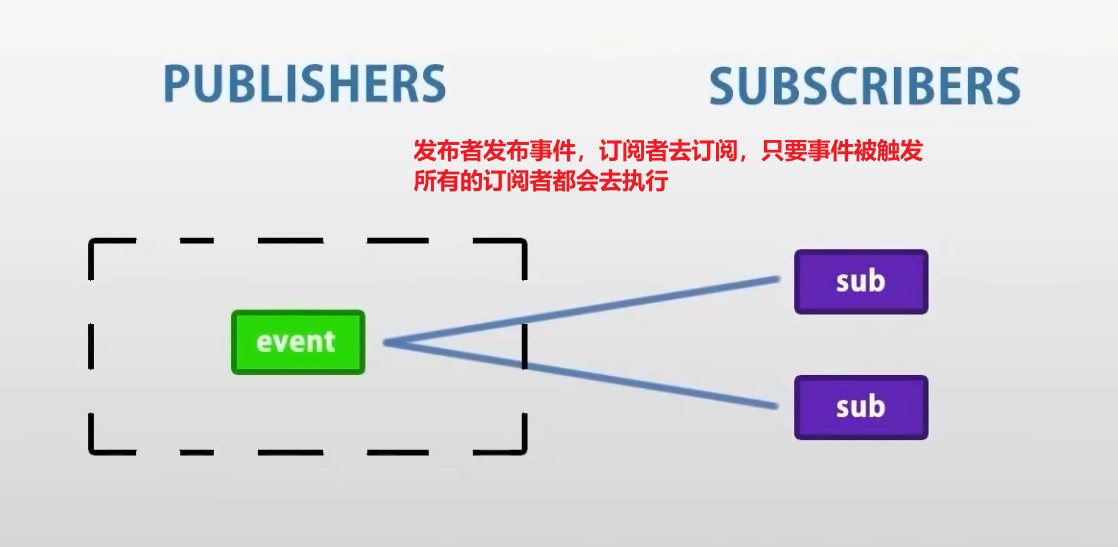 PUBLISHERS
SUBSCRIBERS
发布者发布事件，订阅者去订阅，只要事件被触发
所有的订阅者都会去执行
event
sub
sub